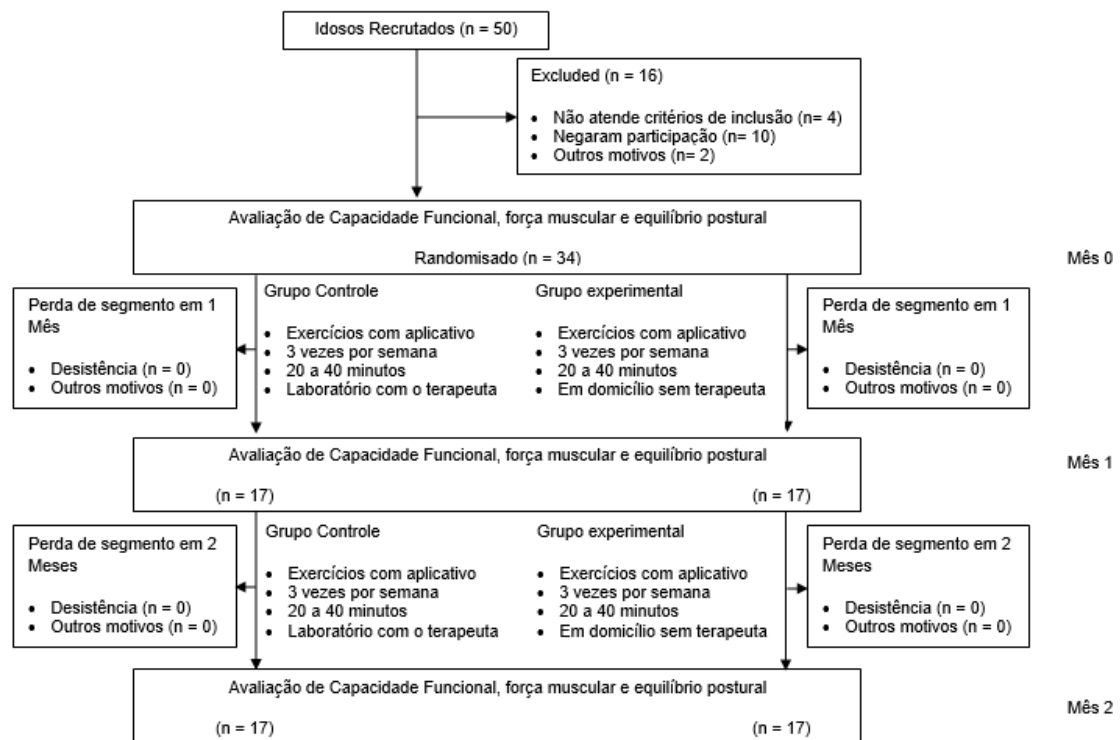 Idosos Recrutados (n = 50)
Excluded (n = 16)
• Não atende critérios de inclusão (n= 4)
• Negaram participação (n= 10)
• Outros motivos (n= 2)
Avaliação de Capacidade Funcional, força muscular e equilíbrio postural
Randomisado (n = 34)
Mês 0
Perda de segmento em 1
Mês
• Desistência (n = 0)
• Outros motivos (n = 0)
Grupo Controle
• Exercícios com aplicativo
• 3 vezes por semana
• 20 a 40 minutos
• Laboratório com o terapeuta
Grupo experimental
• Exercícios com aplicativo
• 3 vezes por semana
• 20 a 40 minutos
• Em domicílio sem terapeuta
Perda de segmento em 1
Mês
• Desistência (n = 0)
• Outros motivos (n = 0)
Avaliação de Capacidade Funcional, força muscular e equilíbrio postural
(n = 17)
(n = 17)
Mês 1
Perda de segmento em 2
Meses
• Desistência (n = 0)
• Outros motivos (n = 0)
Grupo Controle
• Exercícios com aplicativo
• 3 vezes por semana
• 20 a 40 minutos
• Laboratório com o terapeuta
Grupo experimental
• Exercícios com aplicativo
• 3 vezes por semana
• 20 a 40 minutos
• Em domicílio sem terapeuta
Perda de segmento em 2
Meses
• Desistência (n = 0)
• Outros motivos (n = 0)
Avaliação de Capacidade Funcional, força muscular e equilíbrio postural
(n = 17)
(n = 17)
Mês 2